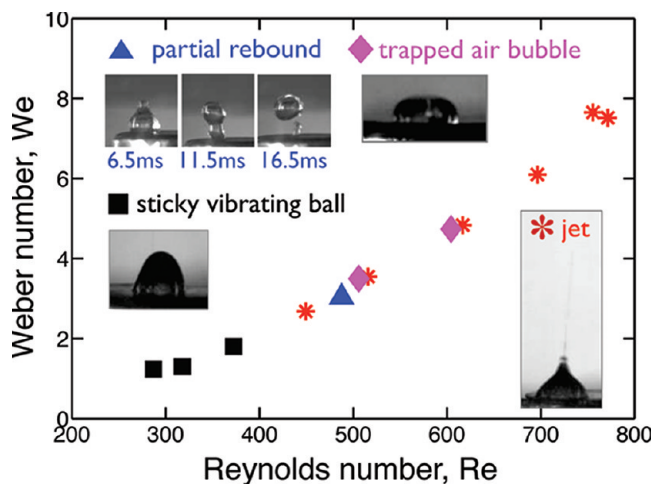 10
8
6
4
2
0
Weber number, We
partial rebound
trapped air bubble
6.5ms 11.5ms 16.5ms
sticky vibrating ball
jet
200 300 400 500 600 700 800
Reynolds number, Re